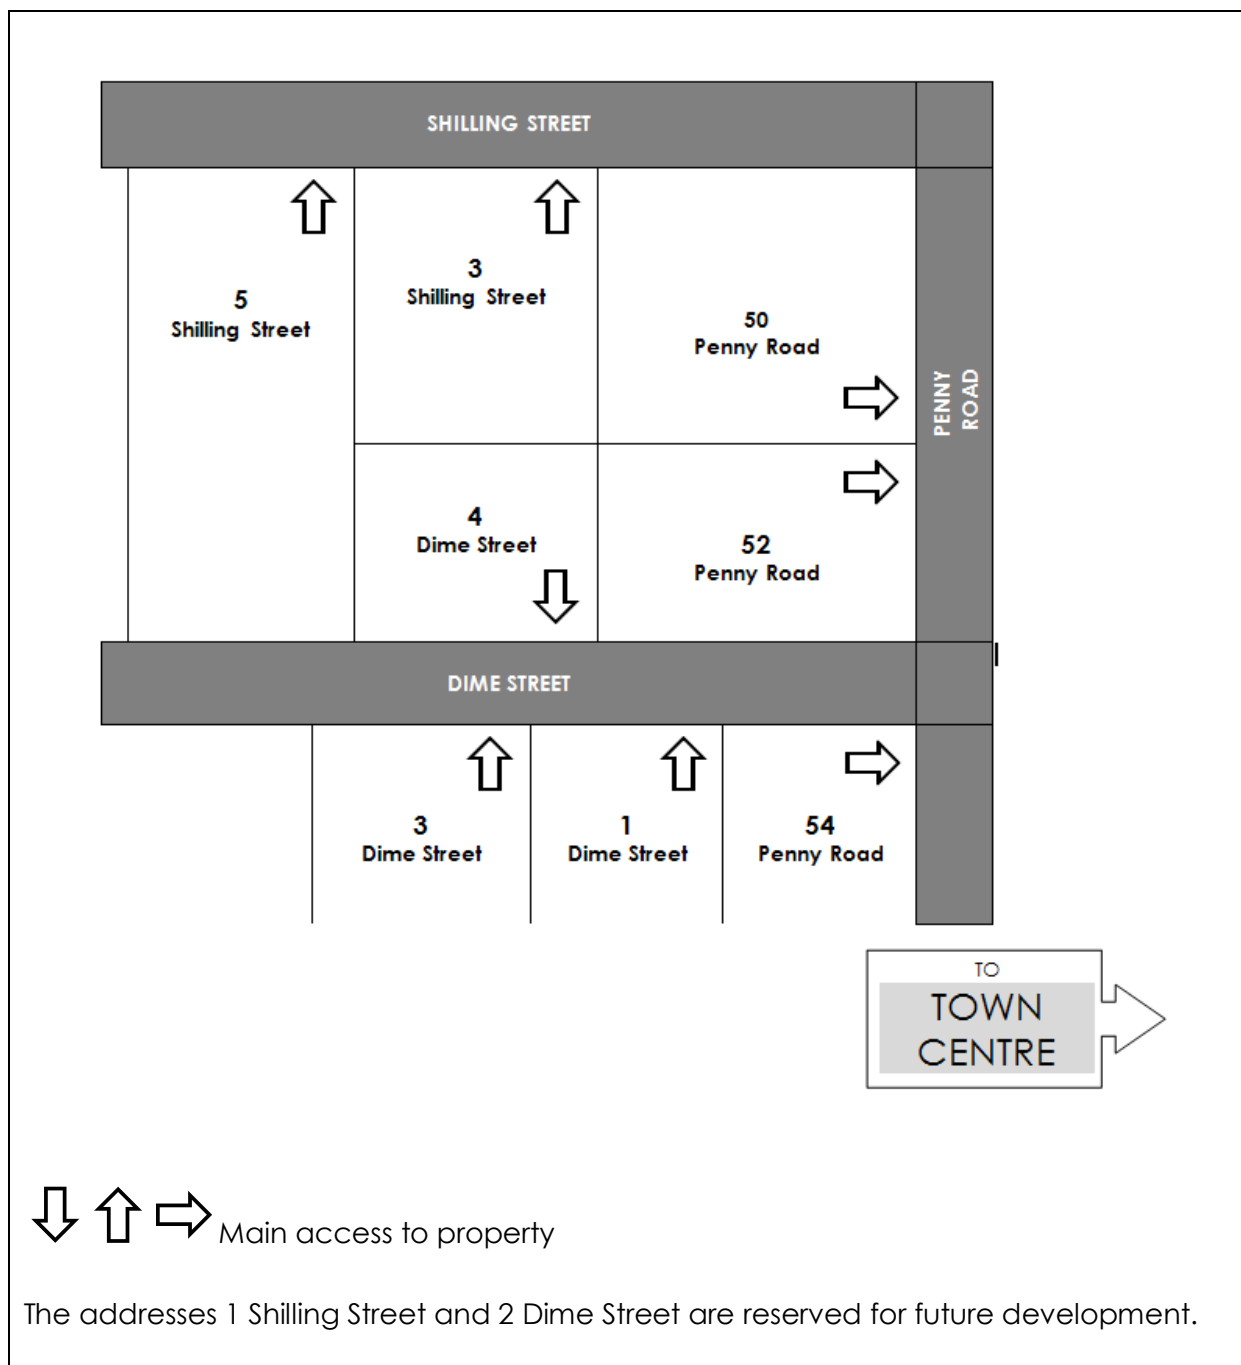 SHILLING STREET
3
Shilling Street
5
Shilling Street
50
Penny Road
PENNY
ROAD
4
Dime Street
52
Penny Road
DIME STREET
3
Dime Street
1
Dime Street
54
Penny Road
TO
TOWN
CENTRE
Main access to property
The addresses 1 Shilling Street and 2 Dime Street are reserved for future development.